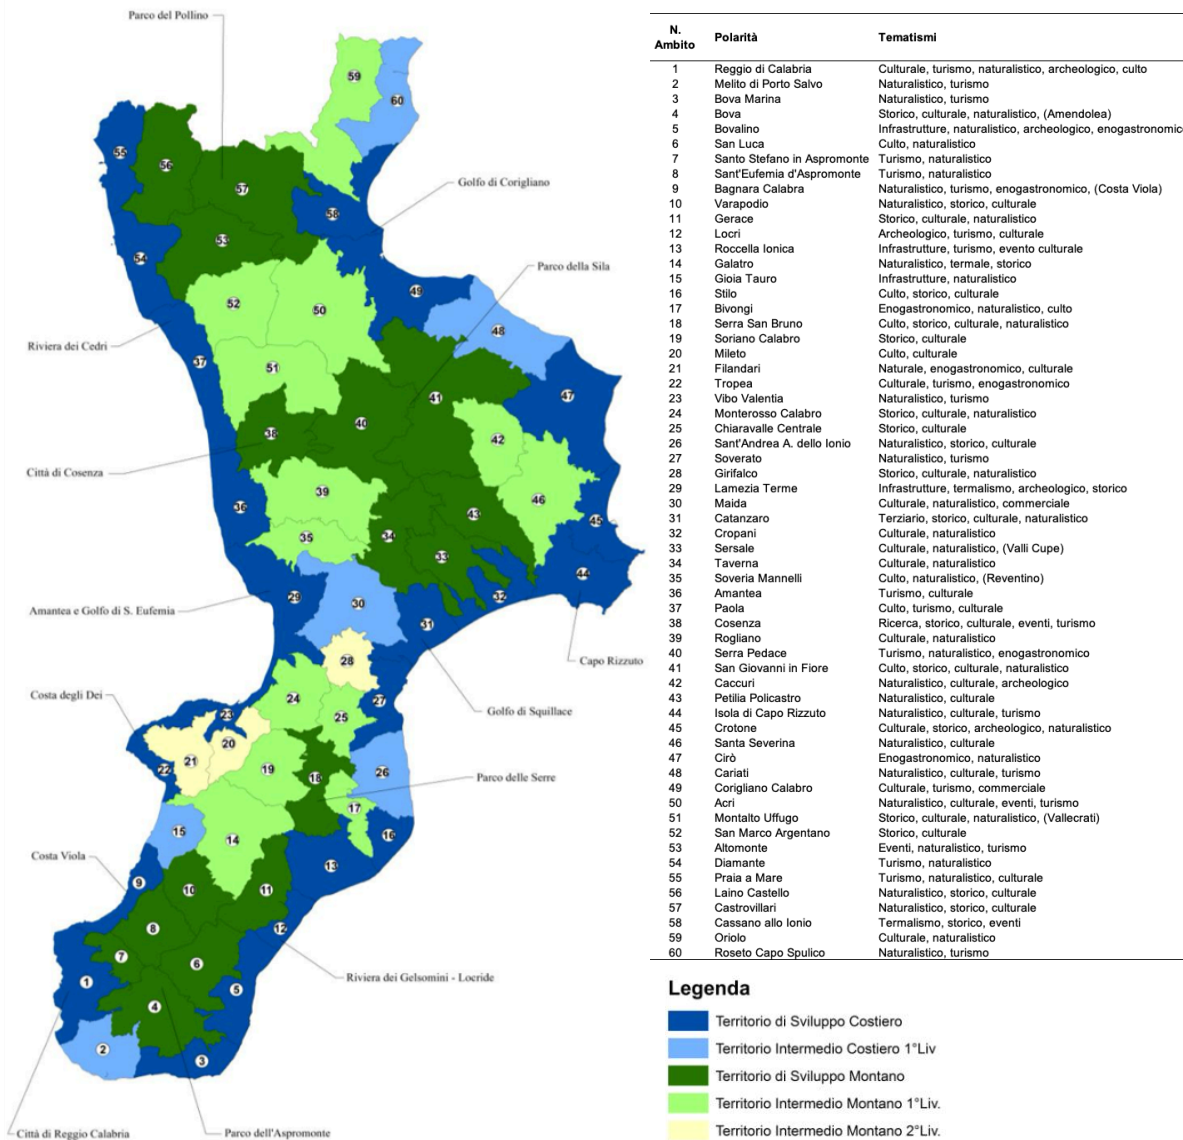 Parco del Pollino
59
60
55
56
57
58
Golfo di Corigliano
53
54
Parco della Sila
49
52
50
48
Riviera dei Cedri
37
51
47
41
40
38
42
Città di Cosenza
39
46
36
43
45
35
34
33
44
29
30
32
Amantea e Golfo di S. Eufemia
31
28
Capo Rizzuto
Costa degli Dei
24
27
23
25
Golfo di Squillace
20
21
22
19
18
26
Parco delle Serre
17
15
14
16
Costa Viola
13
9
10
11
8
12
7
6
Riviera dei Gelsomini - Locride
1
5
4
2
3
Città di Reggio Calabria
Parco dell'Aspromonte
N. Ambito Polarità Tematismi
1 Reggio di Calabria Culturale, turismo, naturalistico, archeologico, culto
2 Melito di Porto Salvo Naturalistico, turismo
3 Bova Marina Naturalistico, turismo
4 Bova Storico, culturale, naturalistico, (Amendolea)
5 Bovalino Infrastrutture, naturalistico, archeologico, enogastronomic
6 San Luca Culto, naturalistico
7 Santo Stefano in Aspromonte Turismo, naturalistico
8 Sant'Eufemia d'Aspromonte Turismo, naturalistico
9 Bagnara Calabra Naturalistico, turismo, enogastronomico, (Costa Viola)
10 Varapodio Naturalistico, storico, culturale
11 Gerace Storico, culturale, naturalistico
12 Locri Archeologico, turismo, culturale
13 Roccella Ionica Infrastrutture, turismo, evento culturale
14 Galatro Naturalistico, termale, storico
15 Gioia Tauro Infrastrutture, naturalistico
16 Stilo Culto, storico, culturale
17 Bivongi Enogastronomico, naturalistico, culto
18 Serra San Bruno Culto, storico, culturale, naturalistico
19 Soriano Calabro Storico, culturale
20 Mileto Culto, culturale
21 Filandari Naturale, enogastronomico, culturale
22 Tropea Culturale, turismo, enogastronomico
23 Vibo Valentia Naturalistico, turismo
24 Monterosso Calabro Storico, culturale, naturalistico
25 Chiaravalle Centrale Storico, culturale
26 Sant'Andrea A. dello Ionio Naturalistico, storico, culturale
27 Soverato Naturalistico, turismo
28 Girifalco Storico, culturale, naturalistico
29 Lamezia Terme Infrastrutture, termalismo, archeologico, storico
30 Maida Culturale, naturalistico, commerciale
31 Catanzaro Terziario, storico, culturale, naturalistico
32 Cropani Culturale, naturalistico
33 Sersale Culturale, naturalistico, (Valli Cupe)
34 Taverna Culturale, naturalistico
35 Soveria Mannelli Culto, naturalistico, (Reventino)
36 Amantea Turismo, culturale
37 Paola Culto, turismo, culturale
38 Cosenza Ricerca, storico, culturale, eventi, turismo
39 Rogliano Culturale, naturalistico
40 Serra Pedace Turismo, naturalistico, enogastronomico
41 San Giovanni in Fiore Culto, storico, culturale, naturalistico
42 Caccuri Naturalistico, culturale, archeologico
43 Petilia Policastro Naturalistico, culturale
44 Isola di Capo Rizzuto Naturalistico, culturale, turismo
45 Crotone Culturale, storico, archeologico, naturalistico
46 Santa Severina Naturalistico, culturale
47 Cirò Enogastronomico, naturalistico
48 Cariati Naturalistico, culturale, turismo
49 Corigliano Calabro Culturale, turismo, commerciale
50 Acri Naturalistico, culturale, eventi, turismo
51 Montalto Uffugo Storico, culturale, naturalistico, (Vallecrati)
52 San Marco Argentano Storico, culturale
53 Altomonte Eventi, naturalistico, turismo
54 Diamante Turismo, naturalistico
55 Praia a Mare Turismo, naturalistico, culturale
56 Laino Castello Naturalistico, storico, culturale
57 Castrovillari Naturalistico, storico, culturale
58 Cassano allo Ionio Termalismo, storico, eventi
59 Oriolo Culturale, naturalistico
60 Roseto Capo Spulico Naturalistico, turismo
Legenda
Territorio di Sviluppo Costiero
Territorio Intermedio Costiero 1°Liv
Territorio di Sviluppo Montano
Territorio Intermedio Montano 1°Liv.
Territorio Intermedio Montano 2°Liv.